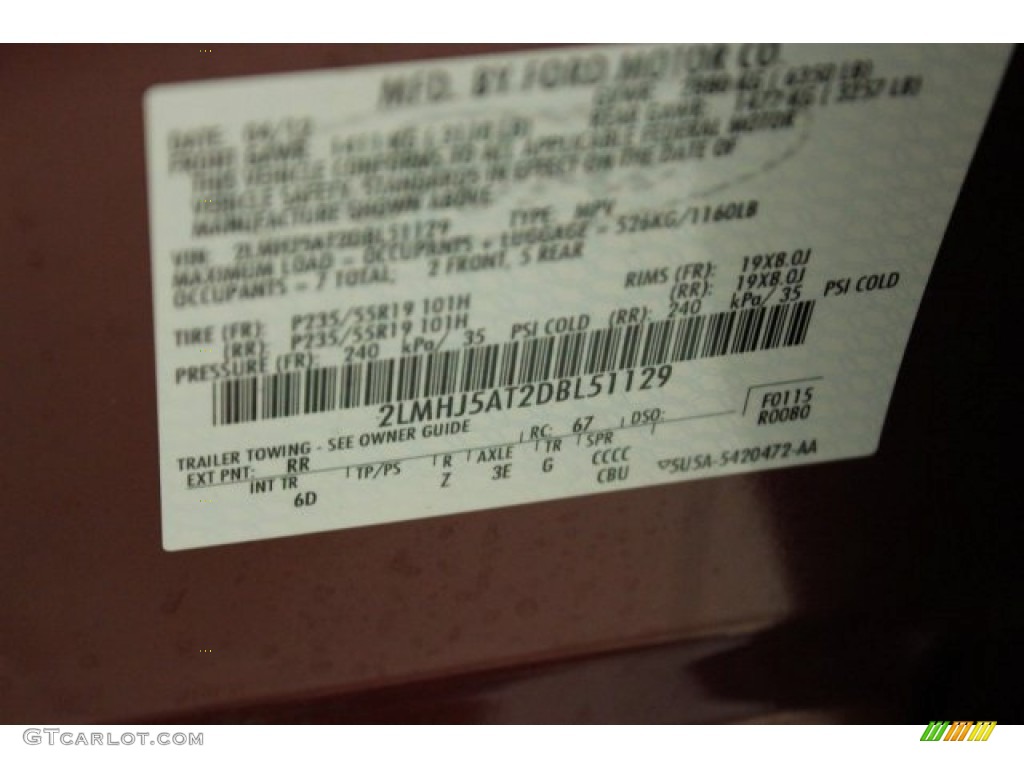 MFD. BY FORD MOTOR CO.
DATE: 04/12
THIS VEHICLE CONFORMS TO ALL APPLICABLE FEDERAL MOTOR
VEHICLE SAFETY STANDARDS IN EFFECT ON THE DATE OF
MANUFACTURE SHOWN ABOVE.
VIN: 2LMHJ5AT2DBL51129 TYPE: MPV
MAXIMUM LOAD = OCCUPANTS + LUGGAGE = 526KG/1160LB
OCCUPANTS = 7 TOTAL, 2 FRONT, 5 REAR
TIRE (FR): P235/55R19 101H RIMS (FR): 19X8.0J
(RR): P235/55R19 101H (RR): 19X8.0J
PRESSURE (FR): 240 kPa/ 35 PSI COLD (RR): 240 kPa/ 35 PSI COLD
2LMHJ5AT2DBL51129
F0115
R0080
TRAILER TOWING - SEE OWNER GUIDE
EXT PNT: RR RC: 67 DSO:
INT TR TP/PS R AXLE TR SPR
6D Z 3E G CCCC
CBU
5U5A-5420472-AA
GTCarlot.com